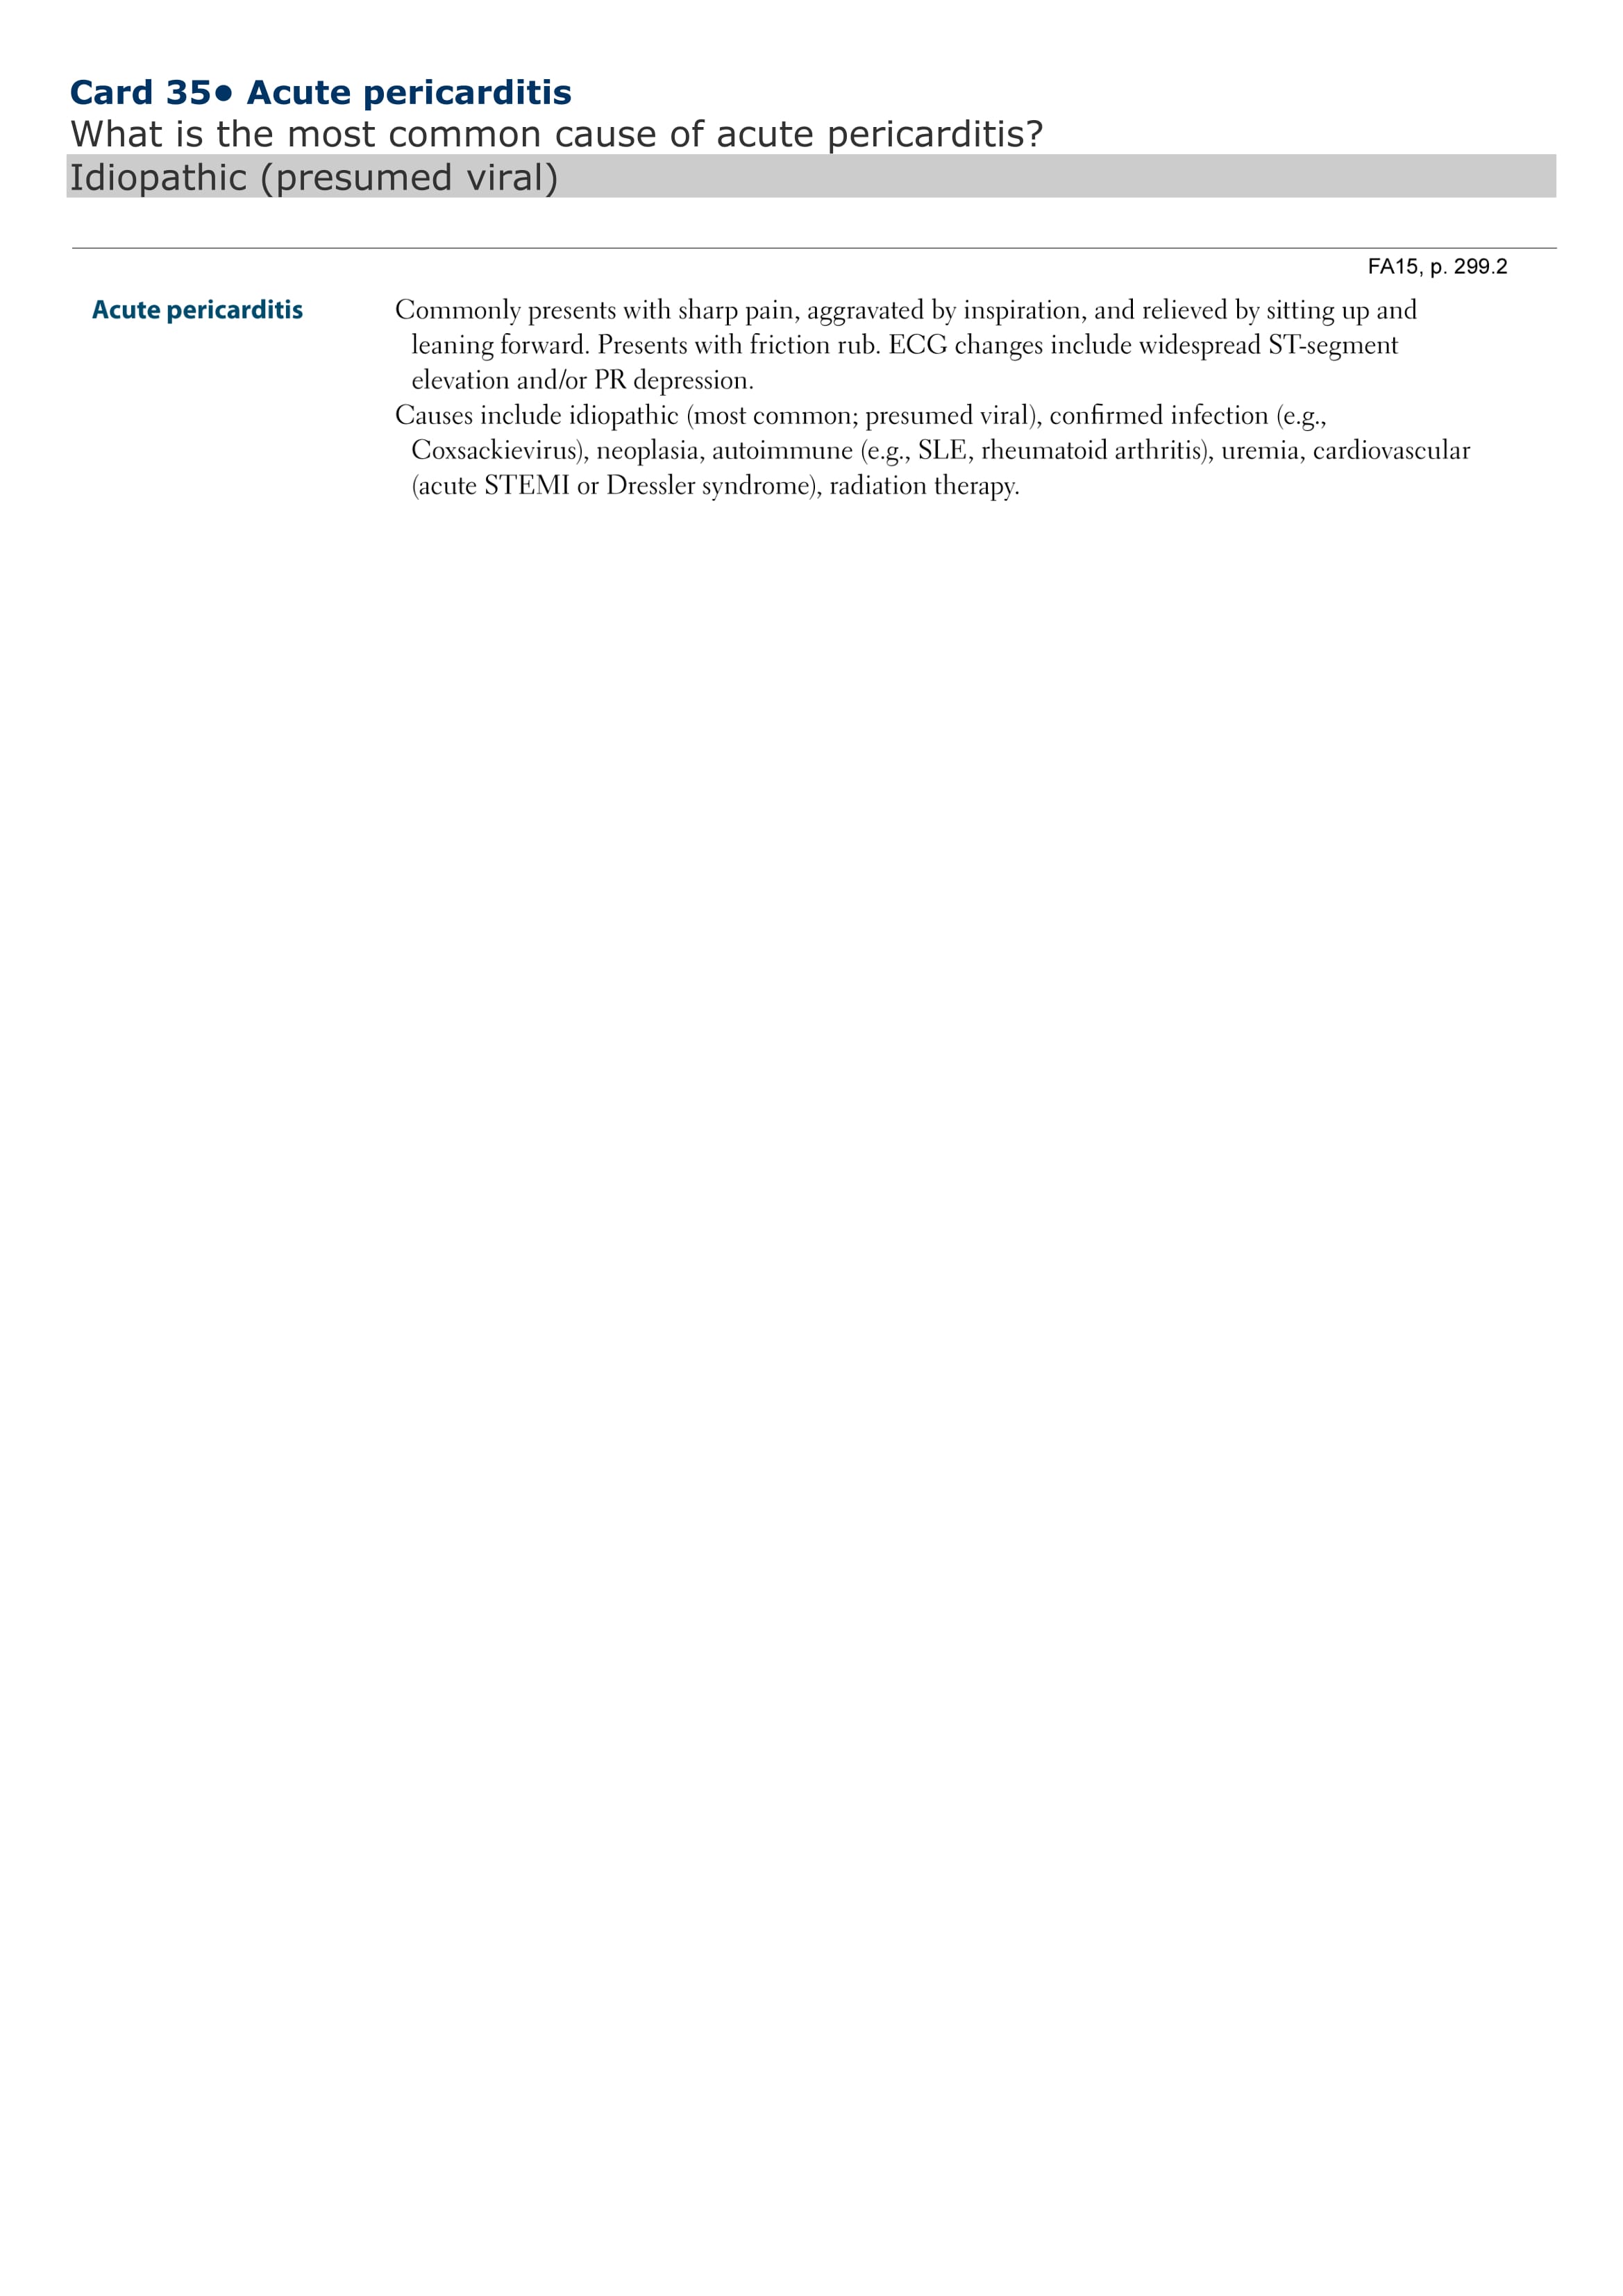 Card 35● Acute pericarditis
What is the most common cause of acute pericarditis?
Idiopathic (presumed viral)
FA15, p. 299.2
Acute pericarditis
Commonly presents with sharp pain, aggravated by inspiration, and relieved by sitting up and
leaning forward. Presents with friction rub. ECG changes include widespread ST-segment
elevation and/or PR depression.
Causes include idiopathic (most common; presumed viral), confirmed infection (e.g.,
Coxsackievirus), neoplasia, autoimmune (e.g., SLE, rheumatoid arthritis), uremia, cardiovascular
(acute STEMI or Dressler syndrome), radiation therapy.